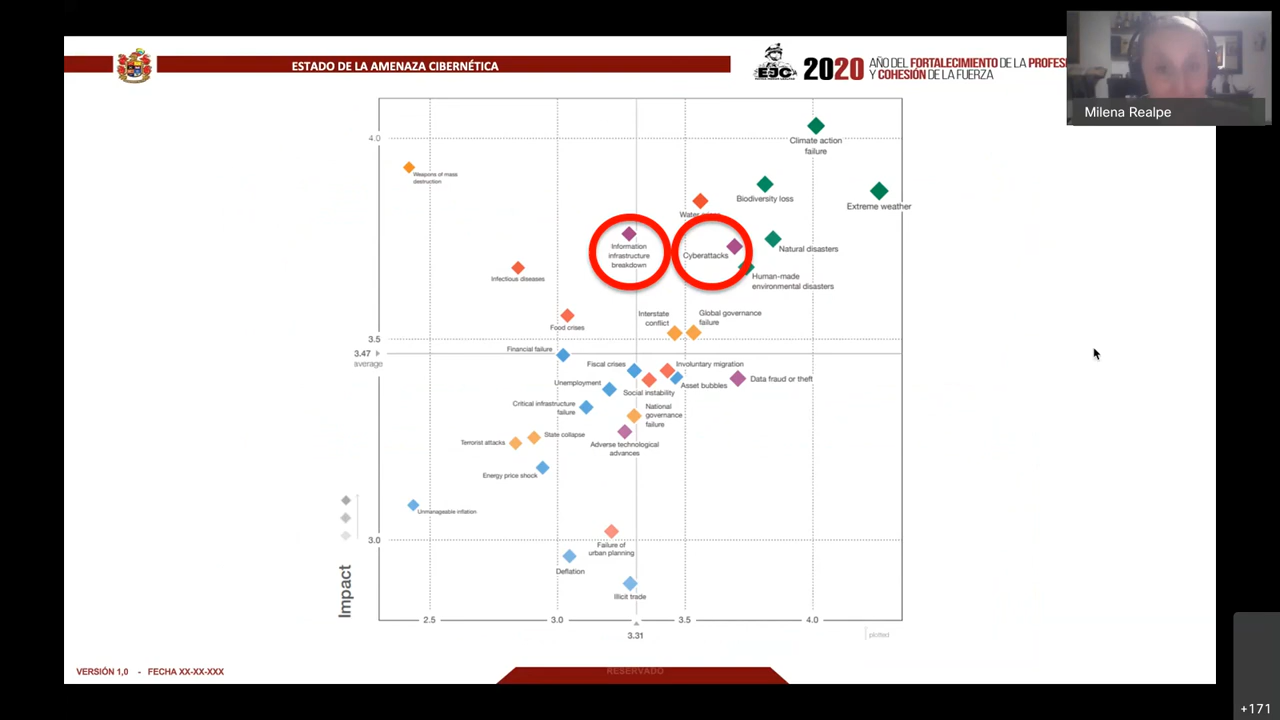 ESTADO DE LA AMENAZA CIBERNÉTICA
EJC
2020
AÑO DEL FORTALECIMIENTO DE LA PROFES
Y COHESIÓN DE LA FUERZA
Milena Realpe
4.0
Climate action
failure
Weapons of mass
destruction
Biodiversity loss
Extreme weather
Water
Information
infrastructure
breakdown
Cyberattacks
Natural disasters
Infectious diseases
Human-made
environmental disasters
Food crises
Interstate
conflict
Global governance
failure
3.5
3.47
average
Financial failure
Fiscal crises
Involuntary migration
Unemployment
Social instability
Asset bubbles
Data fraud or theft
Critical infrastructure
failure
National
governance
failure
Terrorist attacks
State collapse
Adverse technological
advances
Energy price shock
Unmanageable inflation
3.0
Failure of
urban planning
Deflation
Illicit trade
Impact
2.5
3.0
3.5
4.0
3.31
plotted
VERSIÓN 1,0 - FECHA XX-XX-XXX
RESERVADO
+171